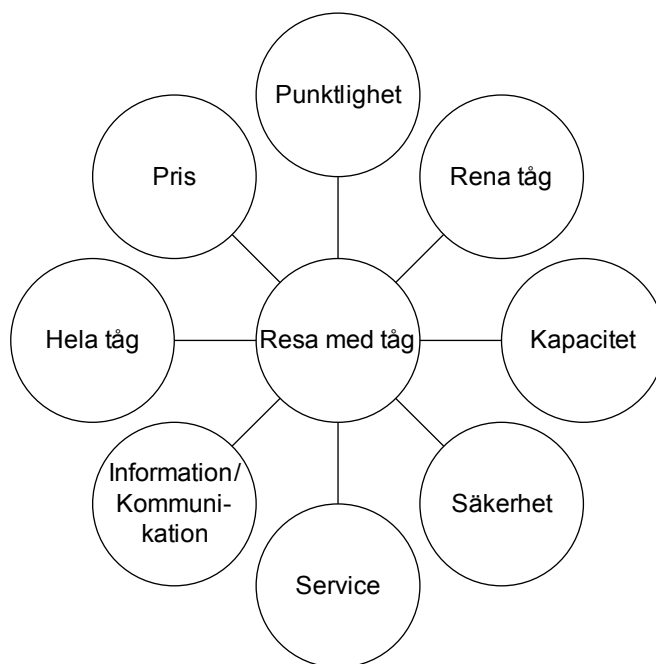 Punktlighet
Pris
Rena tåg
Hela tåg
Resa med tåg
Kapacitet
Information/
Kommuni-
kation
Säkerhet
Service